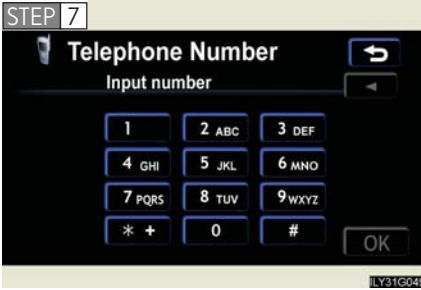 STEP 7
Telephone Number
Input number
1 2 ABC 3 DEF
4 GHI 5 JKL 6 MNO
7 PQRS 8 TUV 9 WXYZ
* + 0 #
OK
ILY31G049